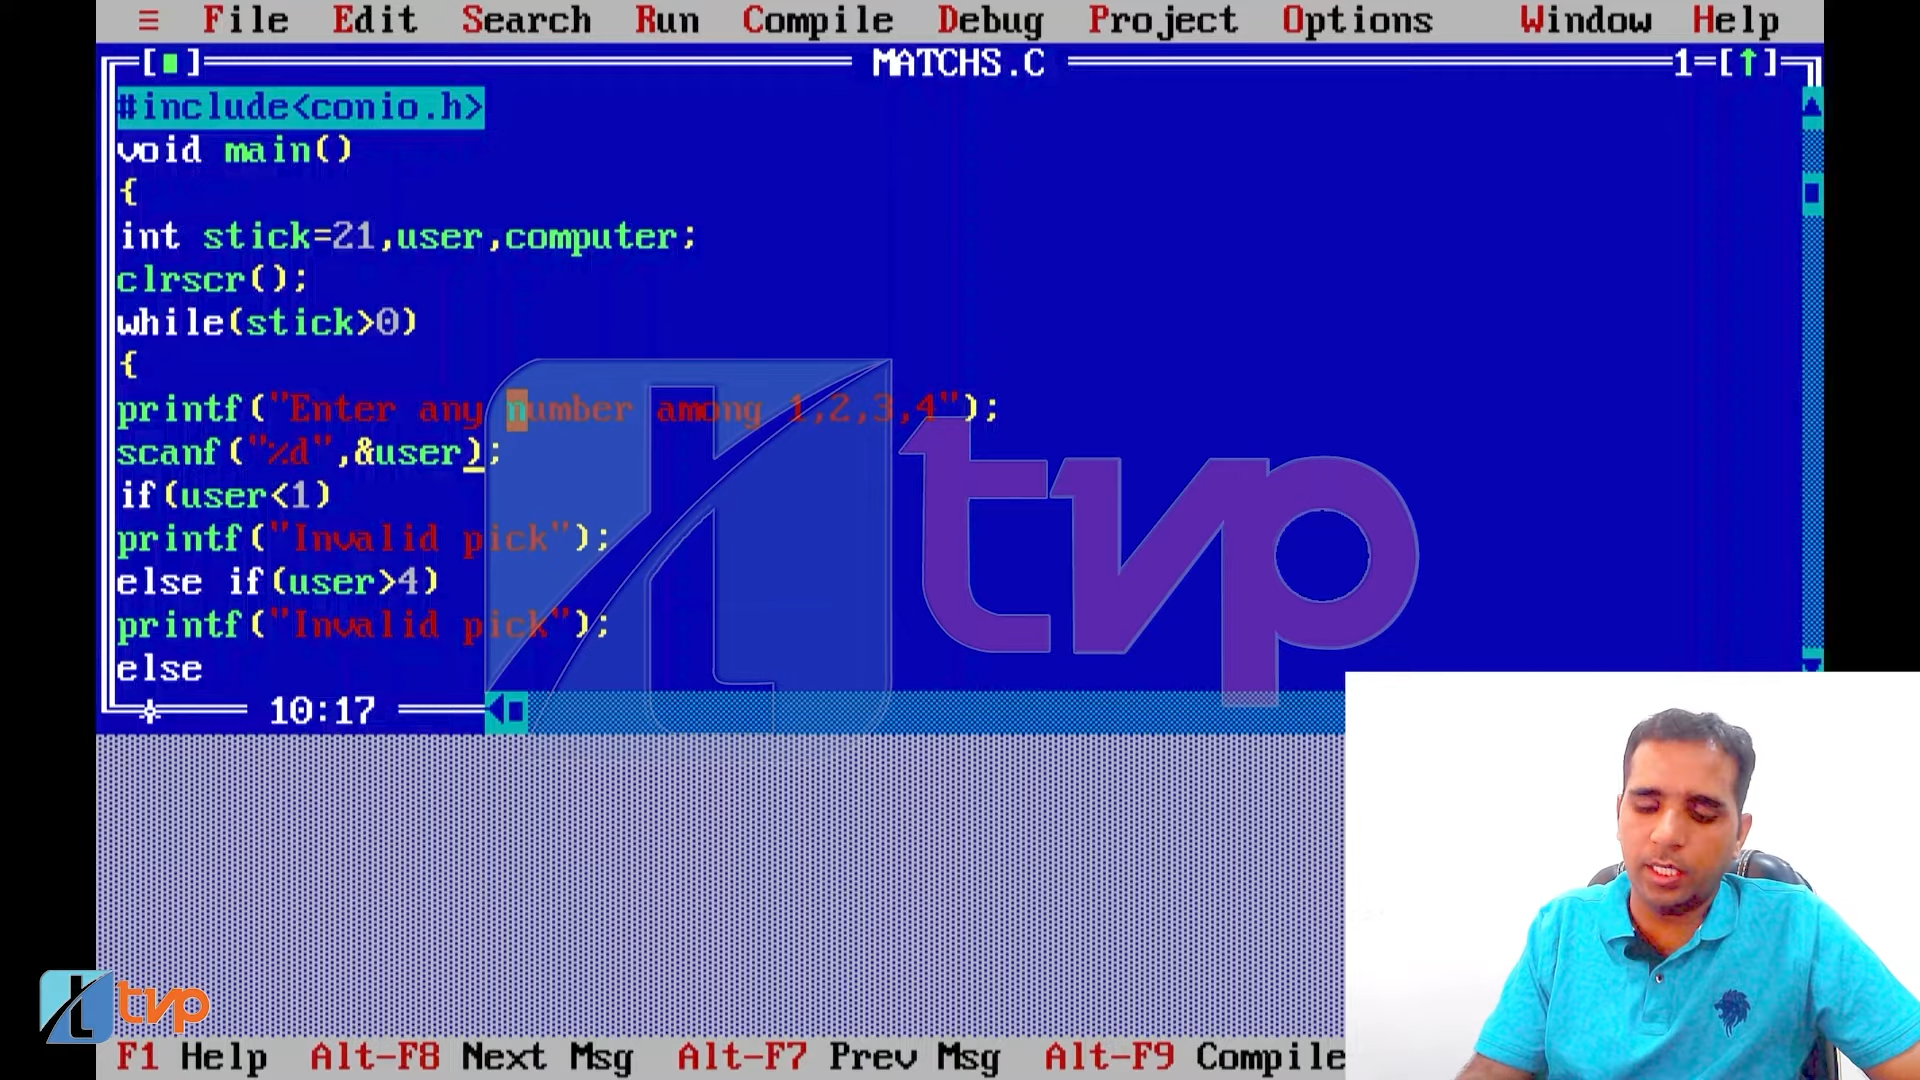 ≡ File Edit Search Run Compile Debug Project Options Window Help
[■] MATCHS.C 1=[↑]
#include<conio.h>
void main()
{
int stick=21,user,computer;
clrscr();
while(stick>0)
{
printf("Enter any number among 1,2,3,4");
scanf("%d",&user);
if(user<1)
printf("Invalid pick");
else if(user>4)
printf("Invalid pick");
else
10:17
tvp
tvp
F1 Help Alt-F8 Next Msg Alt-F7 Prev Msg Alt-F9 Compile